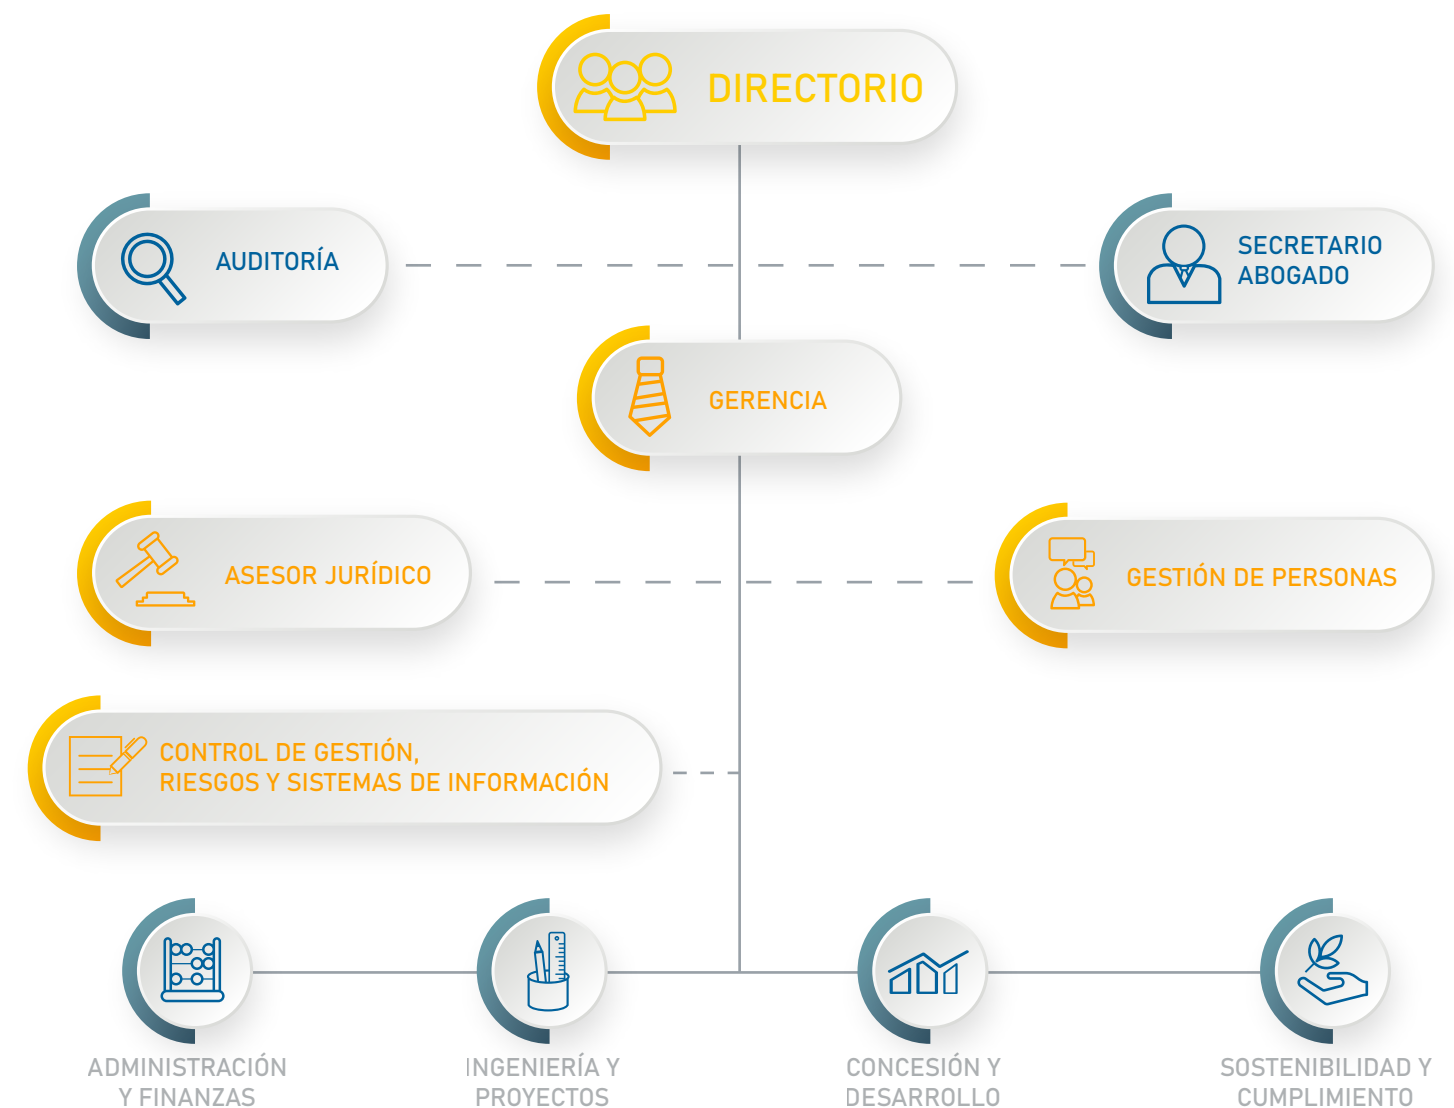 DIRECTORIO
AUDITORÍA
SECRETARIO
ABOGADO
GERENCIA
ASESOR JURÍDICO
GESTIÓN DE PERSONAS
CONTROL DE GESTIÓN,
RIESGOS Y SISTEMAS DE INFORMACIÓN
ADMINISTRACIÓN
Y FINANZAS
INGENIERÍA Y
PROYECTOS
CONCESIÓN Y
DESARROLLO
SOSTENIBILIDAD Y
CUMPLIMIENTO